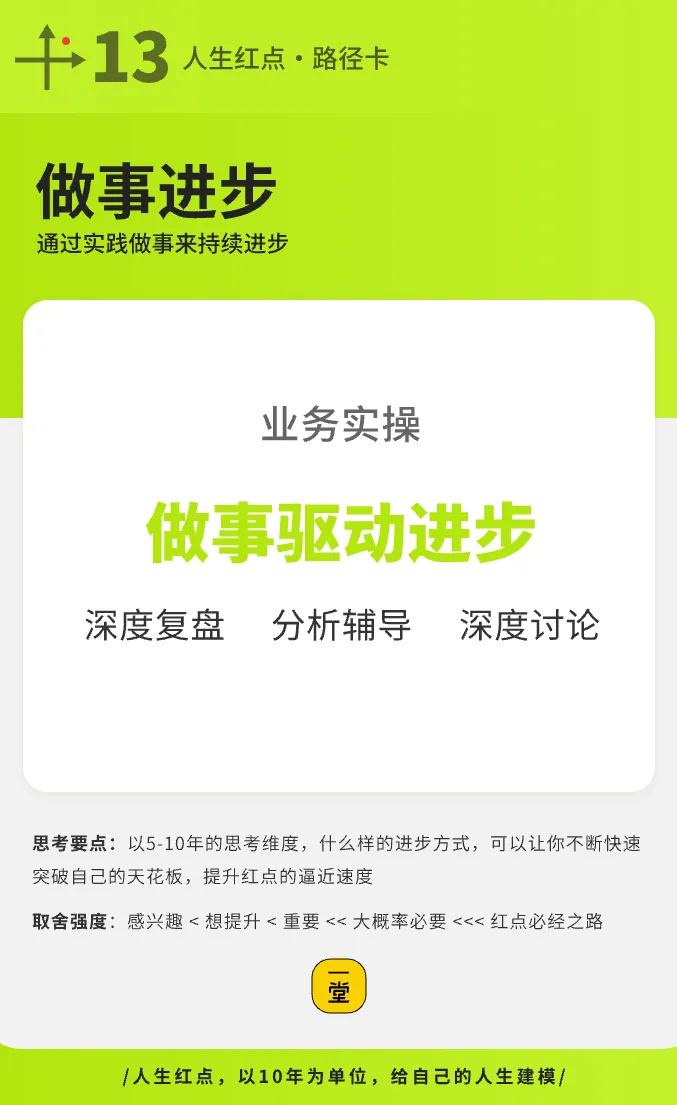 13 人生红点·路径卡
做事进步
通过实践做事来持续进步
业务实操
做事驱动进步
深度复盘 分析辅导 深度讨论
思考要点：以5-10年的思考维度，什么样的进步方式，可以让你不断快速
突破自己的天花板，提升红点的逼近速度
取舍强度：感兴趣 < 想提升 < 重要 << 大概率必要 <<< 红点必经之路
一堂
/人生红点，以10年为单位，给自己的人生建模/